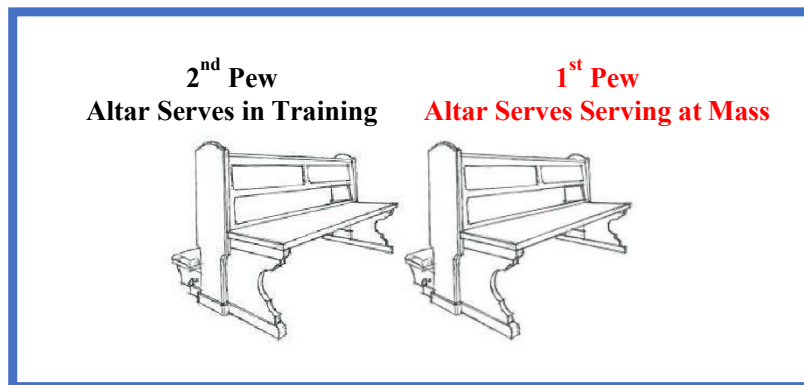 2nd Pew
Altar Serves in Training
1st Pew
Altar Serves Serving at Mass